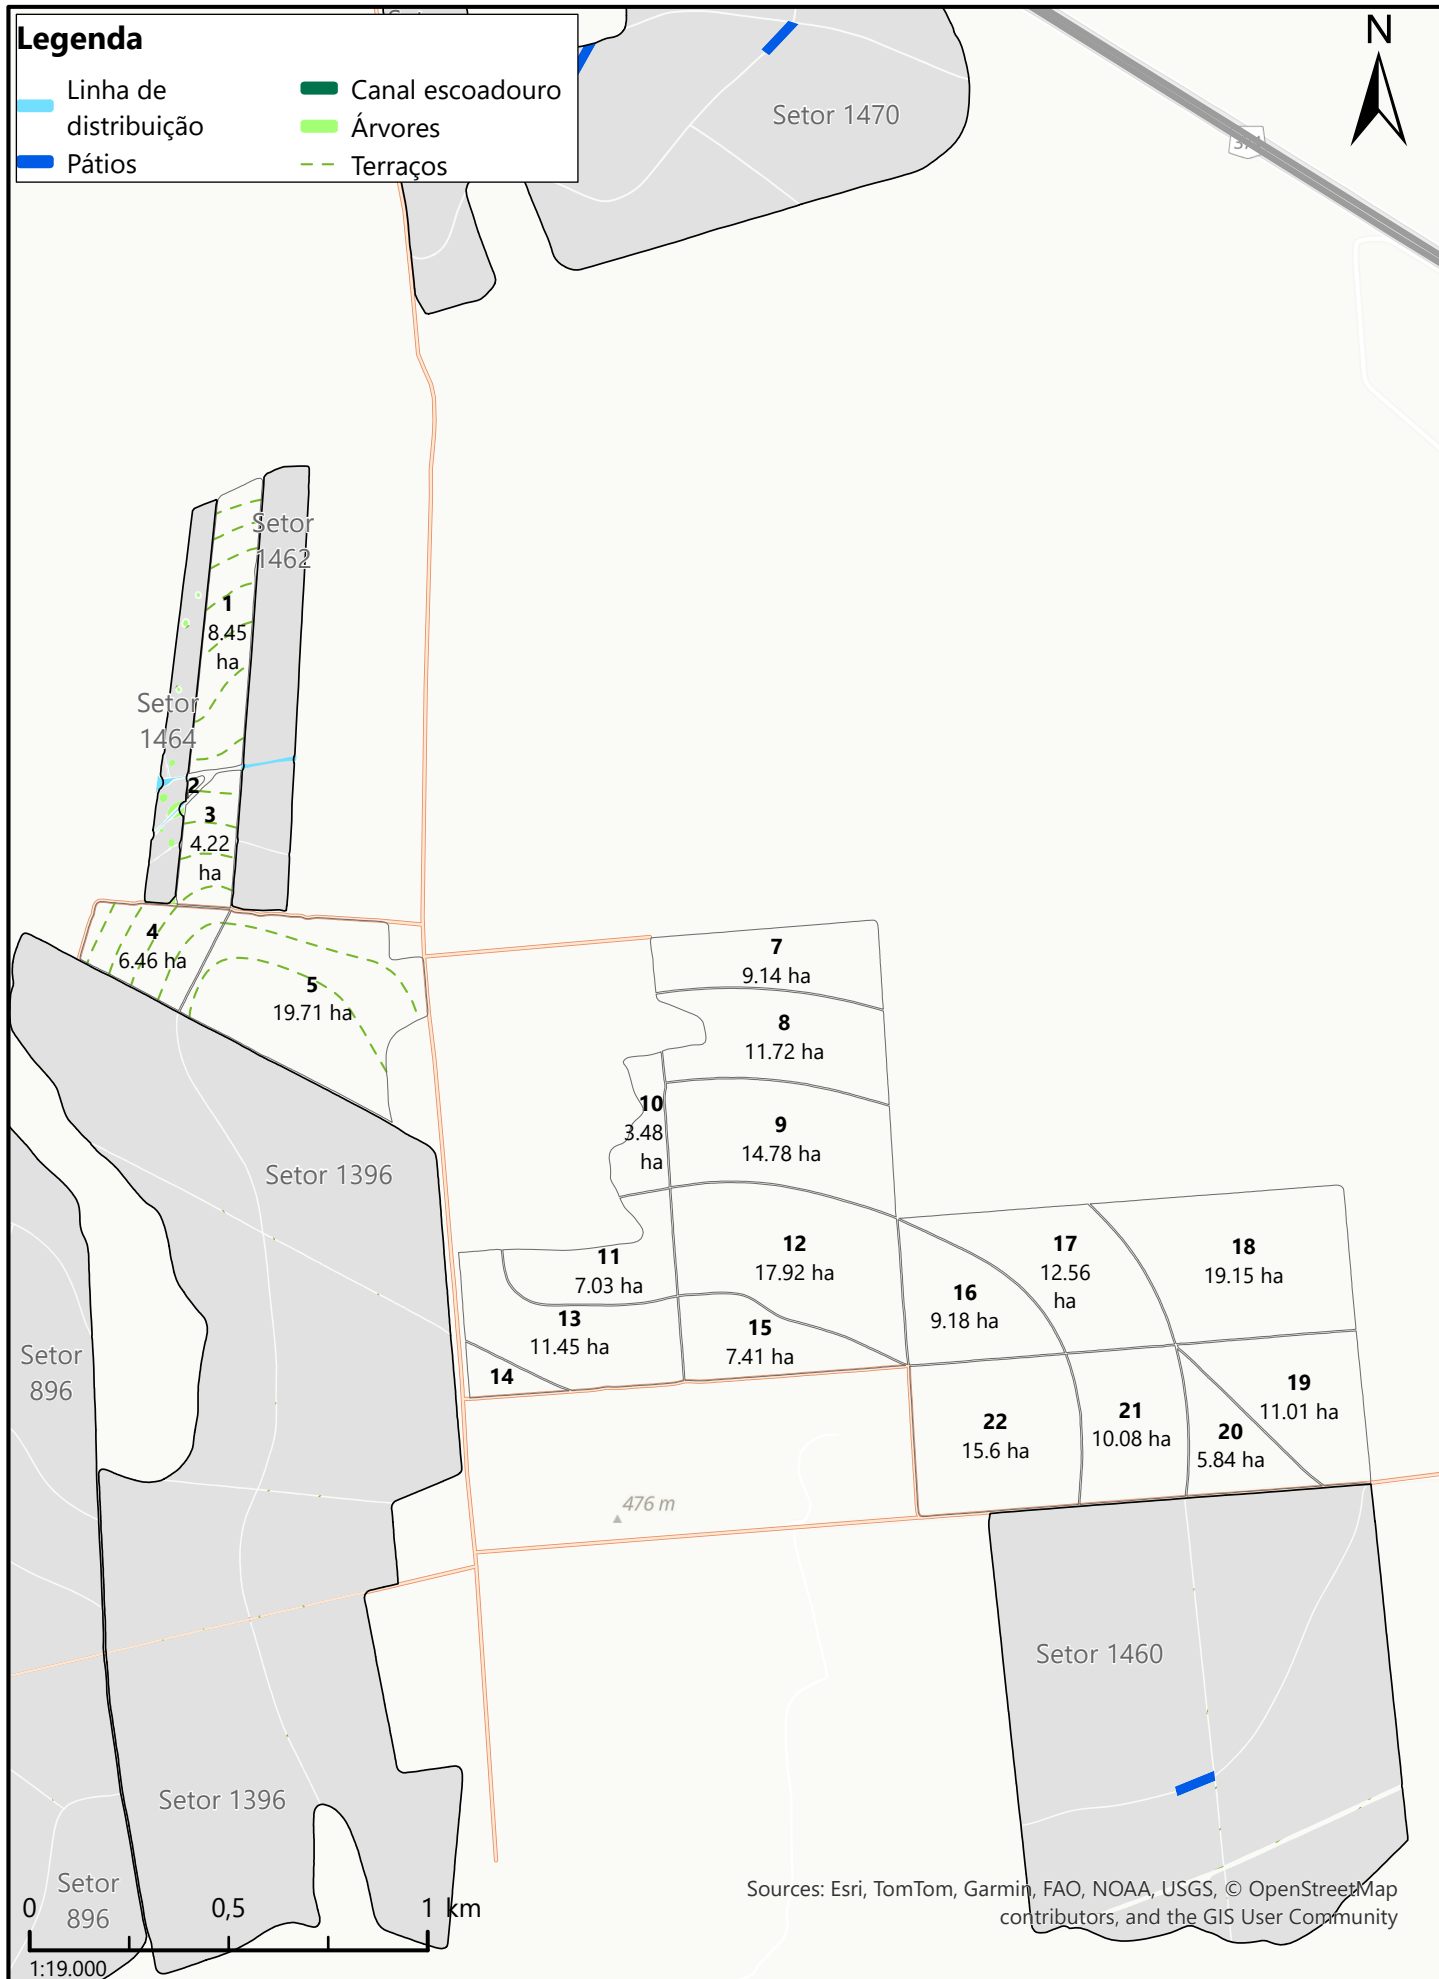 Legenda
Linha de
distribuição
Pátios
Canal escoadouro
Árvores
Terraços
N
Setor 1470
Setor
1462
1
8.45
ha
Setor
1464
2
3
4.22
ha
4
6.46 ha
5
19.71 ha
7
9.14 ha
8
11.72 ha
10
3.48
ha
9
14.78 ha
Setor 1396
11
7.03 ha
12
17.92 ha
17
12.56
ha
18
19.15 ha
16
9.18 ha
13
11.45 ha
15
7.41 ha
14
Setor
896
19
11.01 ha
22
15.6 ha
21
10.08 ha
20
5.84 ha
476 m
Setor 1460
Setor 1396
Setor
896
0
0,5
1 km
1:19.000
Sources: Esri, TomTom, Garmin, FAO, NOAA, USGS, © OpenStreetMap
contributors, and the GIS User Community